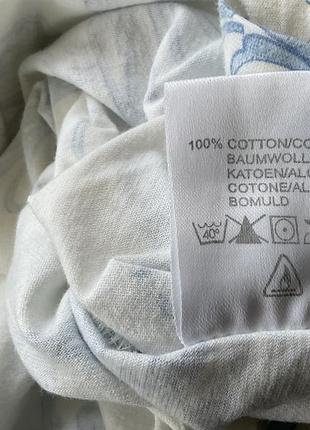 100% COTTON/CO
BAUMWOLL
KATOEN/ALG
COTONE/AL
BOMULD
40°